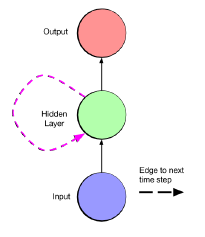 Output
Hidden
Layer
Edge to next
time step
Input